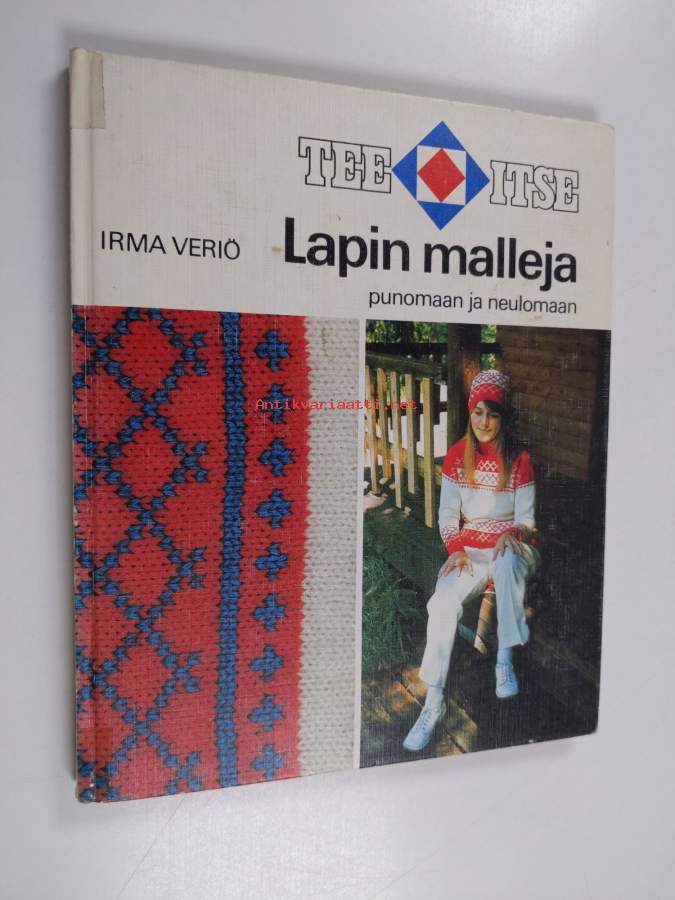 TEE ITSE
IRMA VERIÖ
Lapin malleja
punomaan ja neulomaan
Antikvariaatti.net